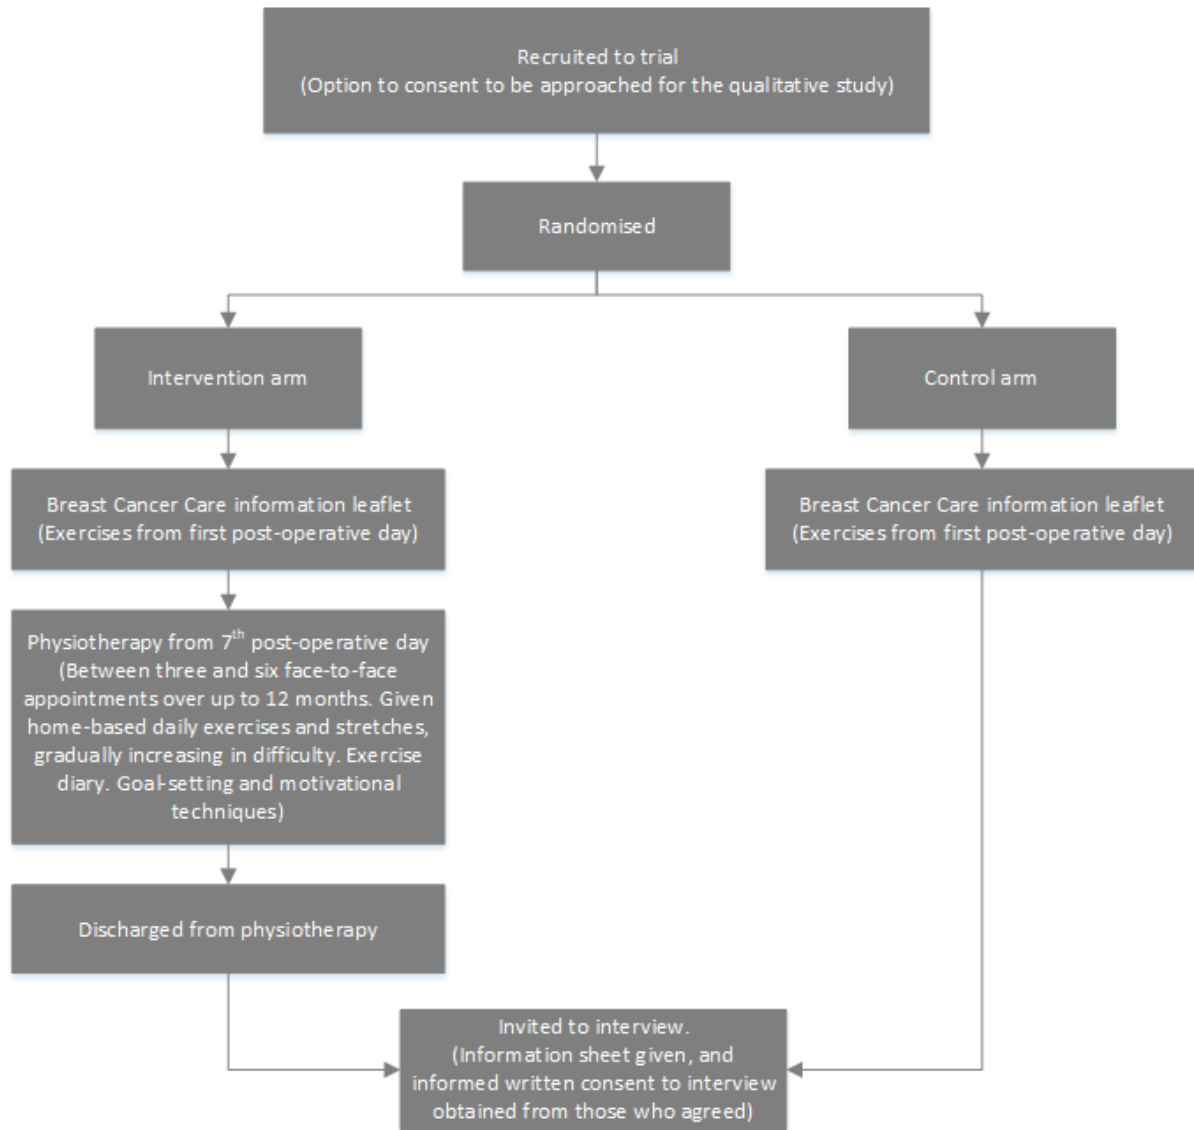 Recruited to trial
(Option to consent to be approached for the qualitative study)
Randomised
Intervention arm
Control arm
Breast Cancer Care information leaflet
(Exercises from first post-operative day)
Breast Cancer Care information leaflet
(Exercises from first post-operative day)
Physiotherapy from 7th post-operative day
(Between three and six face-to-face
appointments over up to 12 months. Given
home-based daily exercises and stretches,
gradually increasing in difficulty. Exercise
diary. Goal-setting and motivational
techniques)
Discharged from physiotherapy
Invited to interview.
(Information sheet given, and
informed written consent to interview
obtained from those who agreed)